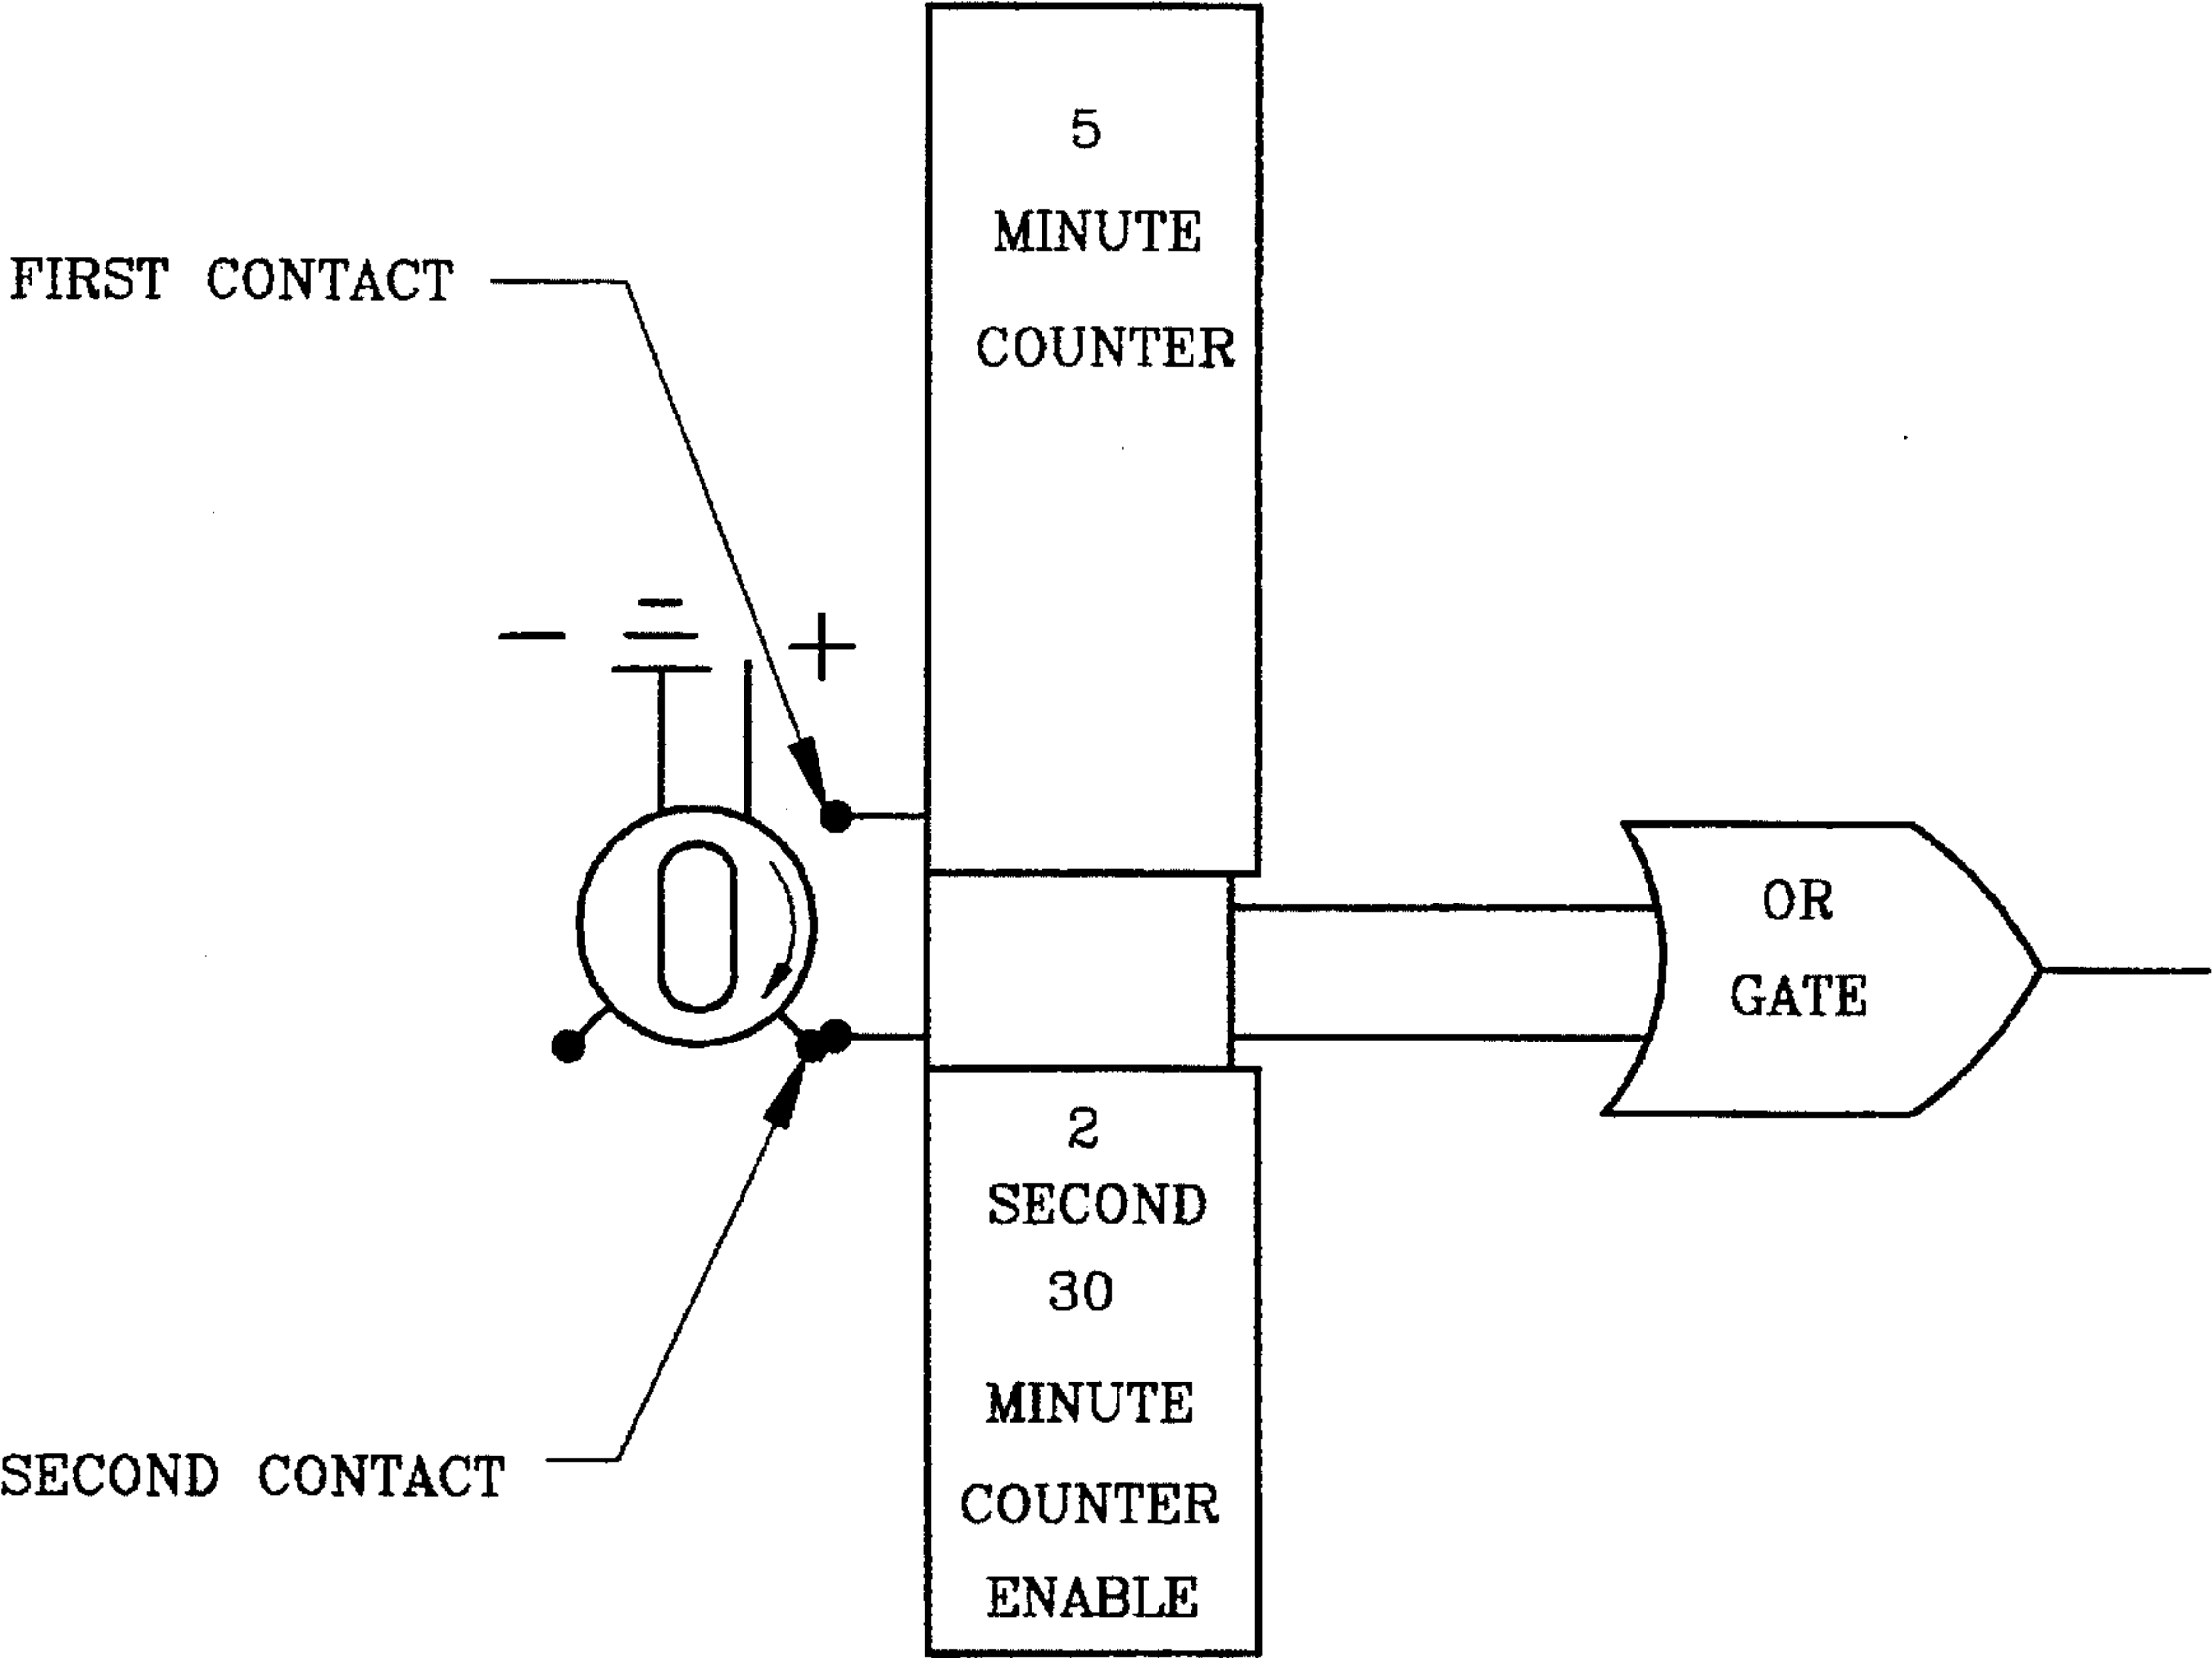 5
MINUTE
COUNTER
FIRST CONTACT
- +
OR
GATE
2
SECOND
30
MINUTE
COUNTER
ENABLE
SECOND CONTACT